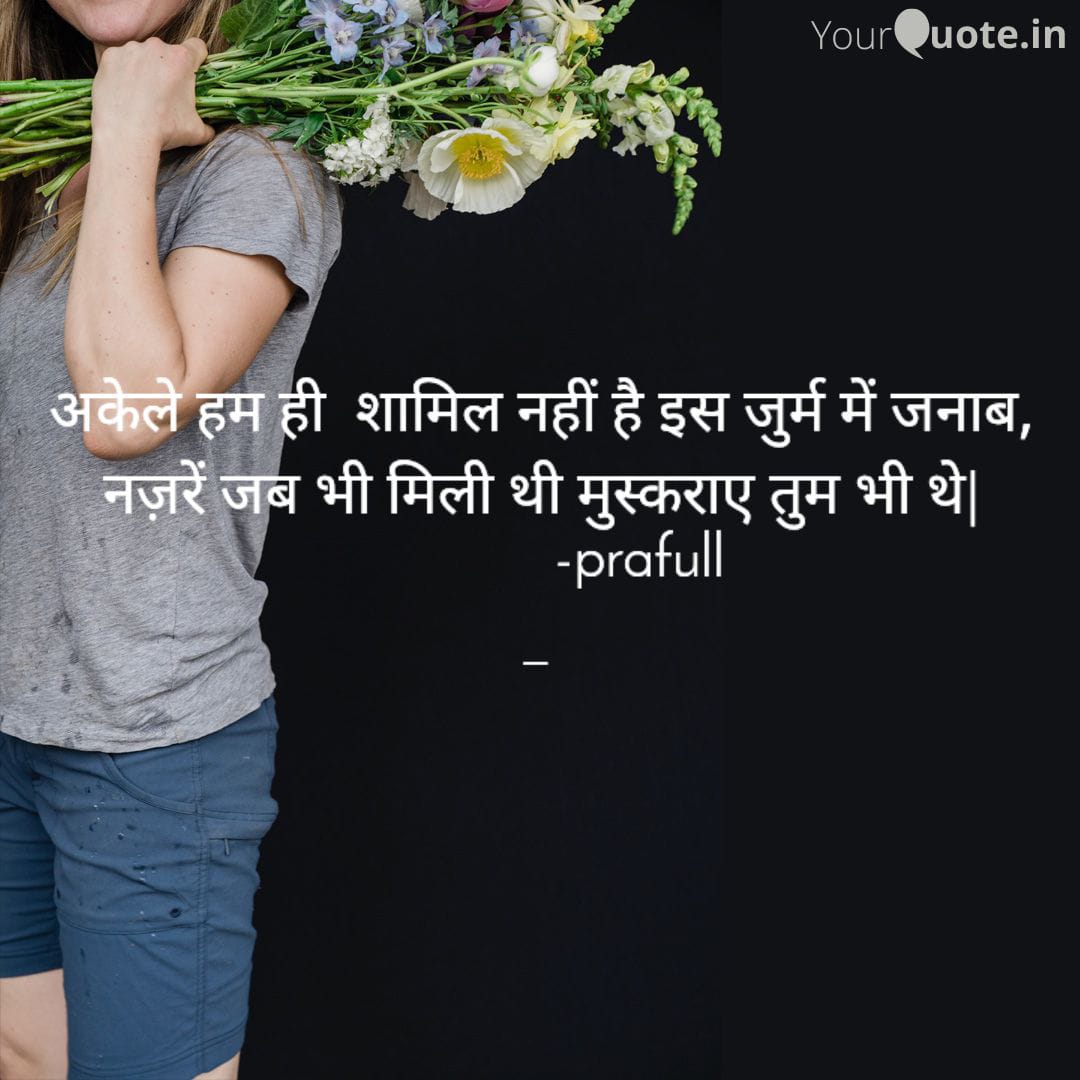 YourQuote.in
अकेले हम ही  शामिल नहीं है इस जुर्म में जनाब,
नज़रें जब भी मिली थी मुस्कराए तुम भी थे|
-prafull
–